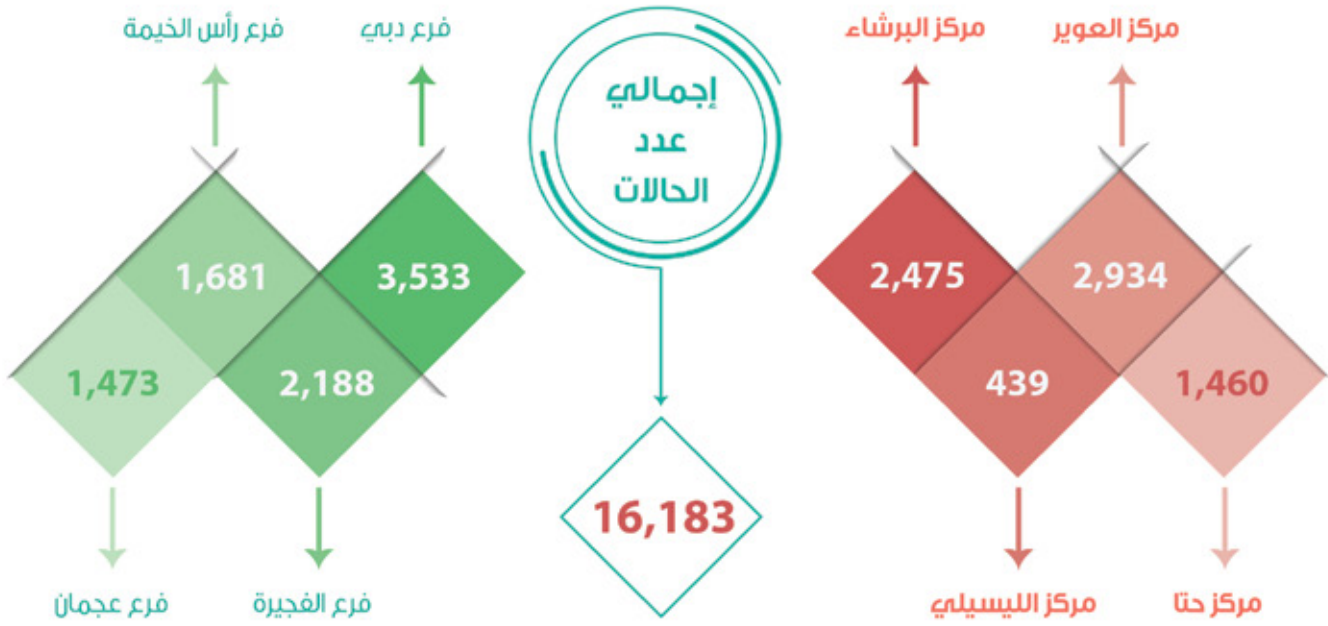 مركز العوير
مركز البرشاء
2,934
2,475
1,460
439
مركز حتا
مركز الليسيلي
إجمالي
عدد
الحالات
16,183
فرع دبي
فرع رأس الخيمة
3,533
1,681
2,188
1,473
فرع الفجيرة
فرع عجمان